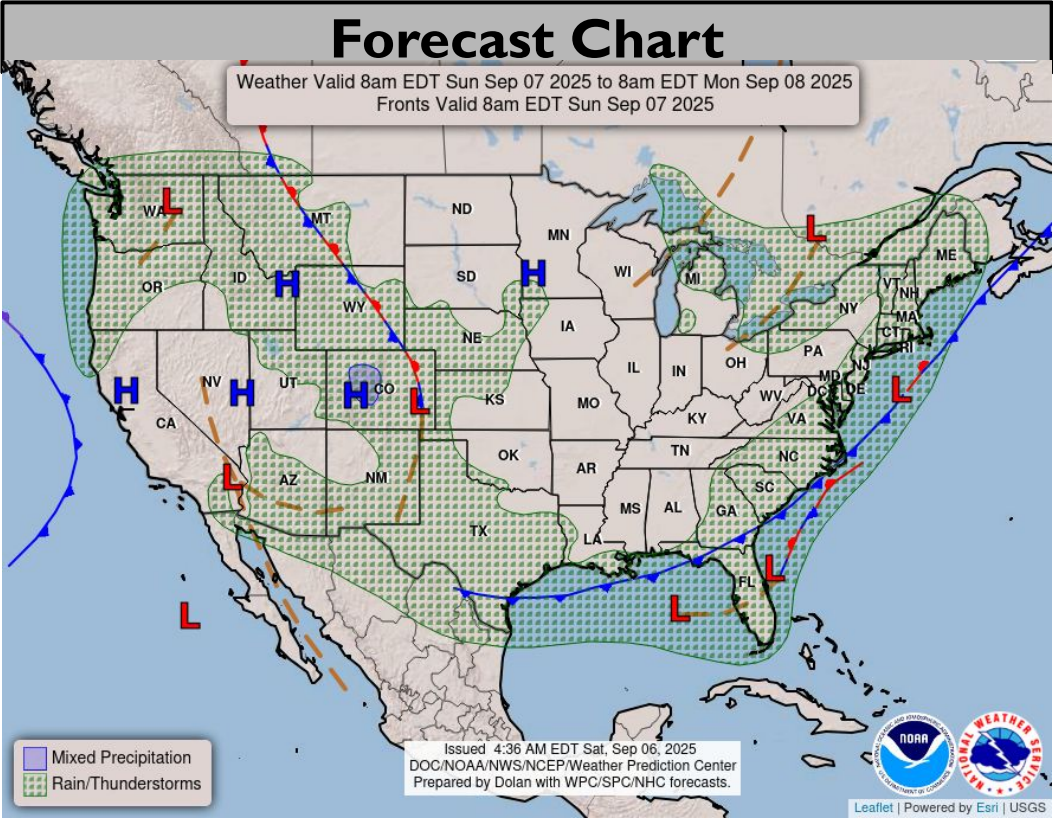 Forecast Chart
Weather Valid 8am EDT Sun Sep 07 2025 to 8am EDT Mon Sep 08 2025
Fronts Valid 8am EDT Sun Sep 07 2025
WA
L
MT
ND
MN
L
ME
OR
ID
H
SD
H
WI
MI
VT
NH
WY
NY
MA
CT
RI
NE
IA
PA
NJ
OH
MD
DE
DC
H
NV
H
UT
H
CO
L
KS
IL
IN
WV
L
MO
KY
VA
CA
L
AZ
NM
OK
AR
TN
NC
SC
TX
MS
AL
GA
LA
L
FL
L
L
Mixed Precipitation
Rain/Thunderstorms
Issued 4:36 AM EDT Sat, Sep 06, 2025
DOC/NOAA/NWS/NCEP/Weather Prediction Center
Prepared by Dolan with WPC/SPC/NHC forecasts.
NOAA
NATIONAL WEATHER SERVICE
Leaflet | Powered by Esri | USGS